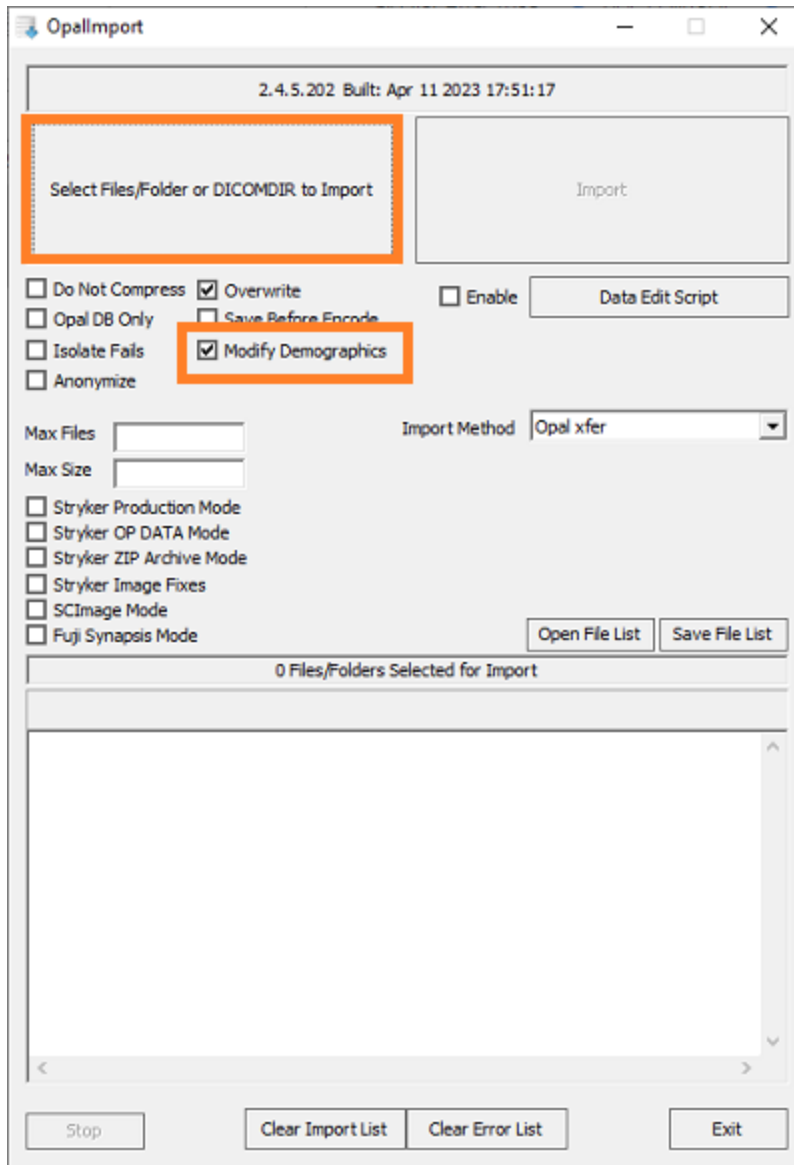 OpalImport
2.4.5.202 Built: Apr 11 2023 17:51:17
Select Files/Folder or DICOMDIR to Import
Import
Do Not Compress
Overwrite
Enable
Data Edit Script
Opal DB Only
Save Before Encode
Isolate Fails
Modify Demographics
Anonymize
Max Files
Import Method
Opal xfer
Max Size
Stryker Production Mode
Stryker OP DATA Mode
Stryker ZIP Archive Mode
Stryker Image Fixes
SCImage Mode
Fuji Synapsis Mode
Open File List
Save File List
0 Files/Folders Selected for Import
Stop
Clear Import List
Clear Error List
Exit